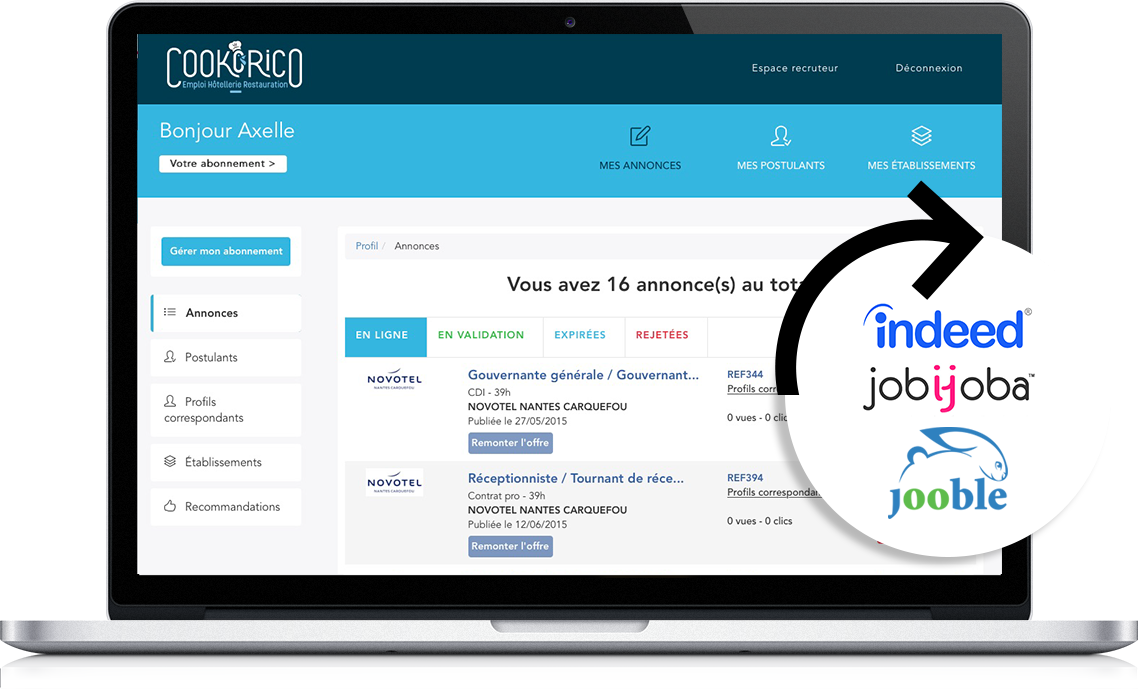 COOKORICO
Emploi Hôtellerie Restauration
Espace recruteur
Déconnexion
Bonjour Axelle
Votre abonnement >
MES ANNONCES
MES POSTULANTS
MES ÉTABLISSEMENTS
Gérer mon abonnement
Annonces
Postulants
Profils
correspondants
Établissements
Recommandations
Profil / Annonces
Vous avez 16 annonce(s) au
EN LIGNE
EN VALIDATION
EXPIRÉES
REJETÉES
NOVOTEL
NANTES CARQUEFOU
Gouvernante générale / Gouvernant...
CDI - 39h
NOVOTEL NANTES CARQUEFOU
Publiée le 27/05/2015
Remonter l'offre
REF344
Profils
0 vues - 0
NOVOTEL
NANTES CARQUEFOU
Réceptionniste / Tournant de réce...
Contrat pro - 39h
NOVOTEL NANTES CARQUEFOU
Publiée le 12/06/2015
Remonter l'offre
REF394
Profils
0 vues - 0 clics
indeed®
jobijoba™
jooble